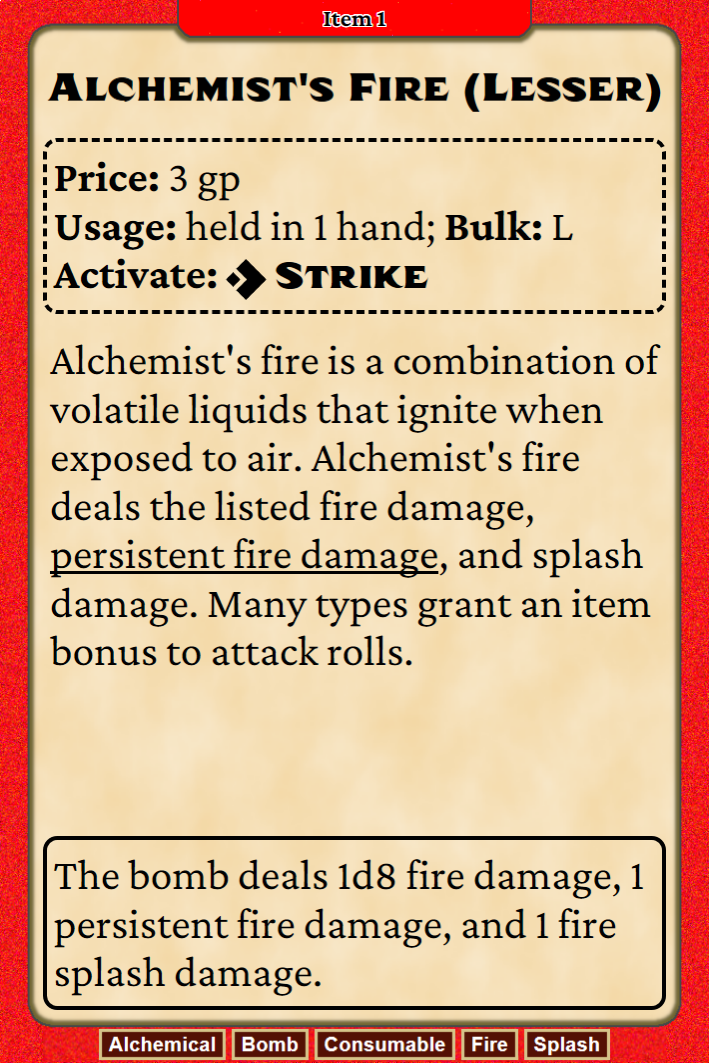 Item 1
Alchemist's Fire (Lesser)
Price: 3 gp
Usage: held in 1 hand; Bulk: L
Activate: Strike
Alchemist's fire is a combination of
volatile liquids that ignite when
exposed to air. Alchemist's fire
deals the listed fire damage,
persistent fire damage, and splash
damage. Many types grant an item
bonus to attack rolls.
The bomb deals 1d8 fire damage, 1
persistent fire damage, and 1 fire
splash damage.
Alchemical Bomb Consumable Fire Splash